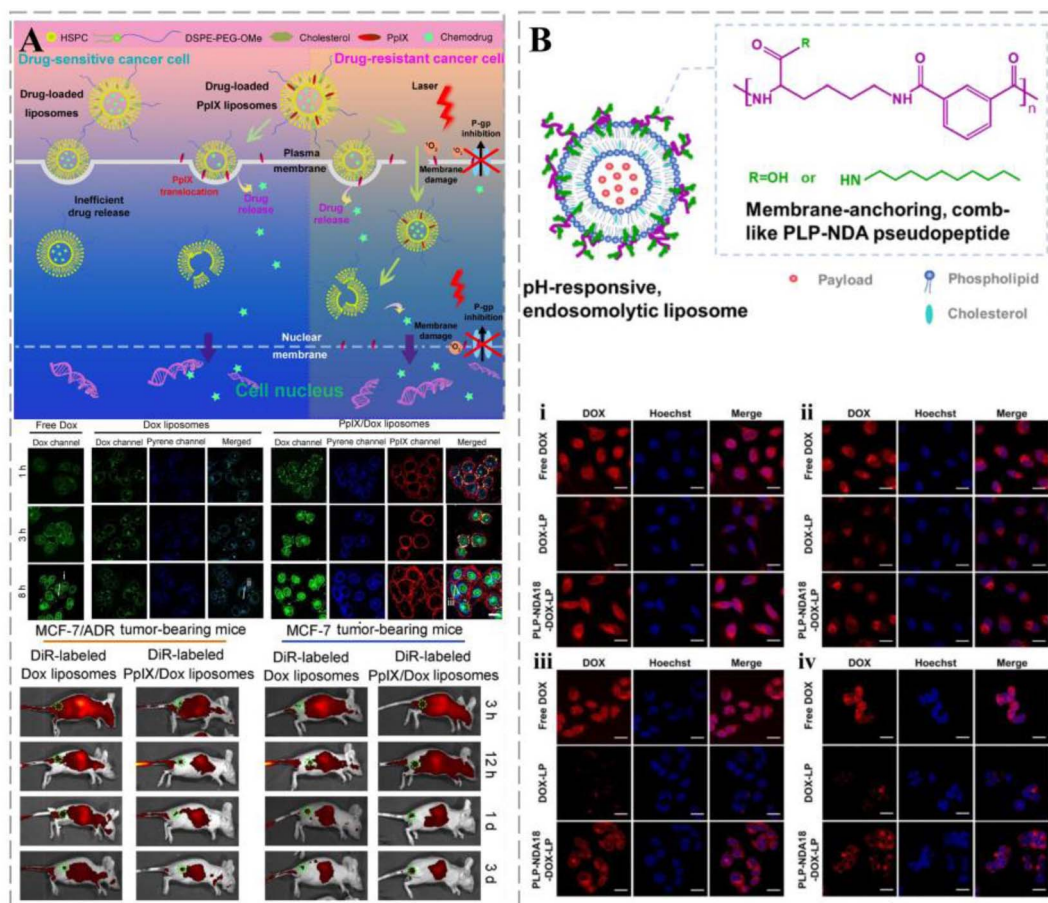 A
HSPC
DSPE-PEG-OMe
Cholesterol
PpIX
Chemodrug
Drug-sensitive cancer cell
Drug-resistant cancer cell
Drug-loaded
liposomes
Drug-loaded
PpIX liposomes
Laser
P-gp
inhibition
Plasma
membrane
Membrane
damage
PpIX
translocation
Inefficient
drug release
Drug
release
Drug
release
P-gp
inhibition
Membrane
damage
Nuclear
membrane
Cell nucleus
Free Dox
Dox liposomes
PpIX/Dox liposomes
Dox channel
Dox channel
Pyrene channel
Merged
Dox channel
Pyrene channel
PpIX channel
Merged
1 h
3 h
8 h
i
ii
iii
MCF-7/ADR tumor-bearing mice
MCF-7 tumor-bearing mice
DiR-labeled
Dox liposomes
DiR-labeled
PpIX/Dox liposomes
DiR-labeled
Dox liposomes
DiR-labeled
PpIX/Dox liposomes
3 h
12 h
1 d
3 d
B
O
R
NH
NH
O
O
n
R=OH or HN
Membrane-anchoring, comb-
like PLP-NDA pseudopeptide
pH-responsive,
endosomolytic liposome
Payload
Phospholipid
Cholesterol
i
DOX
Hoechst
Merge
Free DOX
DOX-LP
PLP-NDA18
-DOX-LP
ii
DOX
Hoechst
Merge
Free DOX
DOX-LP
PLP-NDA18
-DOX-LP
iii
DOX
Hoechst
Merge
Free DOX
DOX-LP
PLP-NDA18
-DOX-LP
iv
DOX
Hoechst
Merge
Free DOX
DOX-LP
PLP-NDA18
-DOX-LP